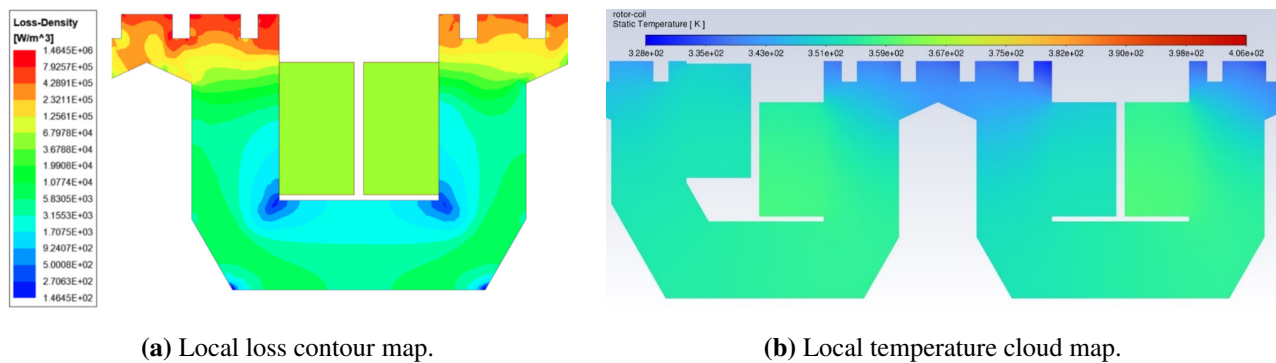 Loss-Density
[W/m^3]
1.4645E+06
7.9257E+05
4.2891E+05
2.3211E+05
1.2561E+05
6.7978E+04
3.6788E+04
1.9908E+04
1.0774E+04
5.8305E+03
3.1553E+03
1.7075E+03
9.2407E+02
5.0008E+02
2.7063E+02
1.4645E+02
(a) Local loss contour map.
rotor-coil
Static Temperature [ K ]
3.28e+02 3.35e+02 3.43e+02 3.51e+02 3.59e+02 3.67e+02 3.75e+02 3.82e+02 3.90e+02 3.98e+02 4.06e+02
(b) Local temperature cloud map.